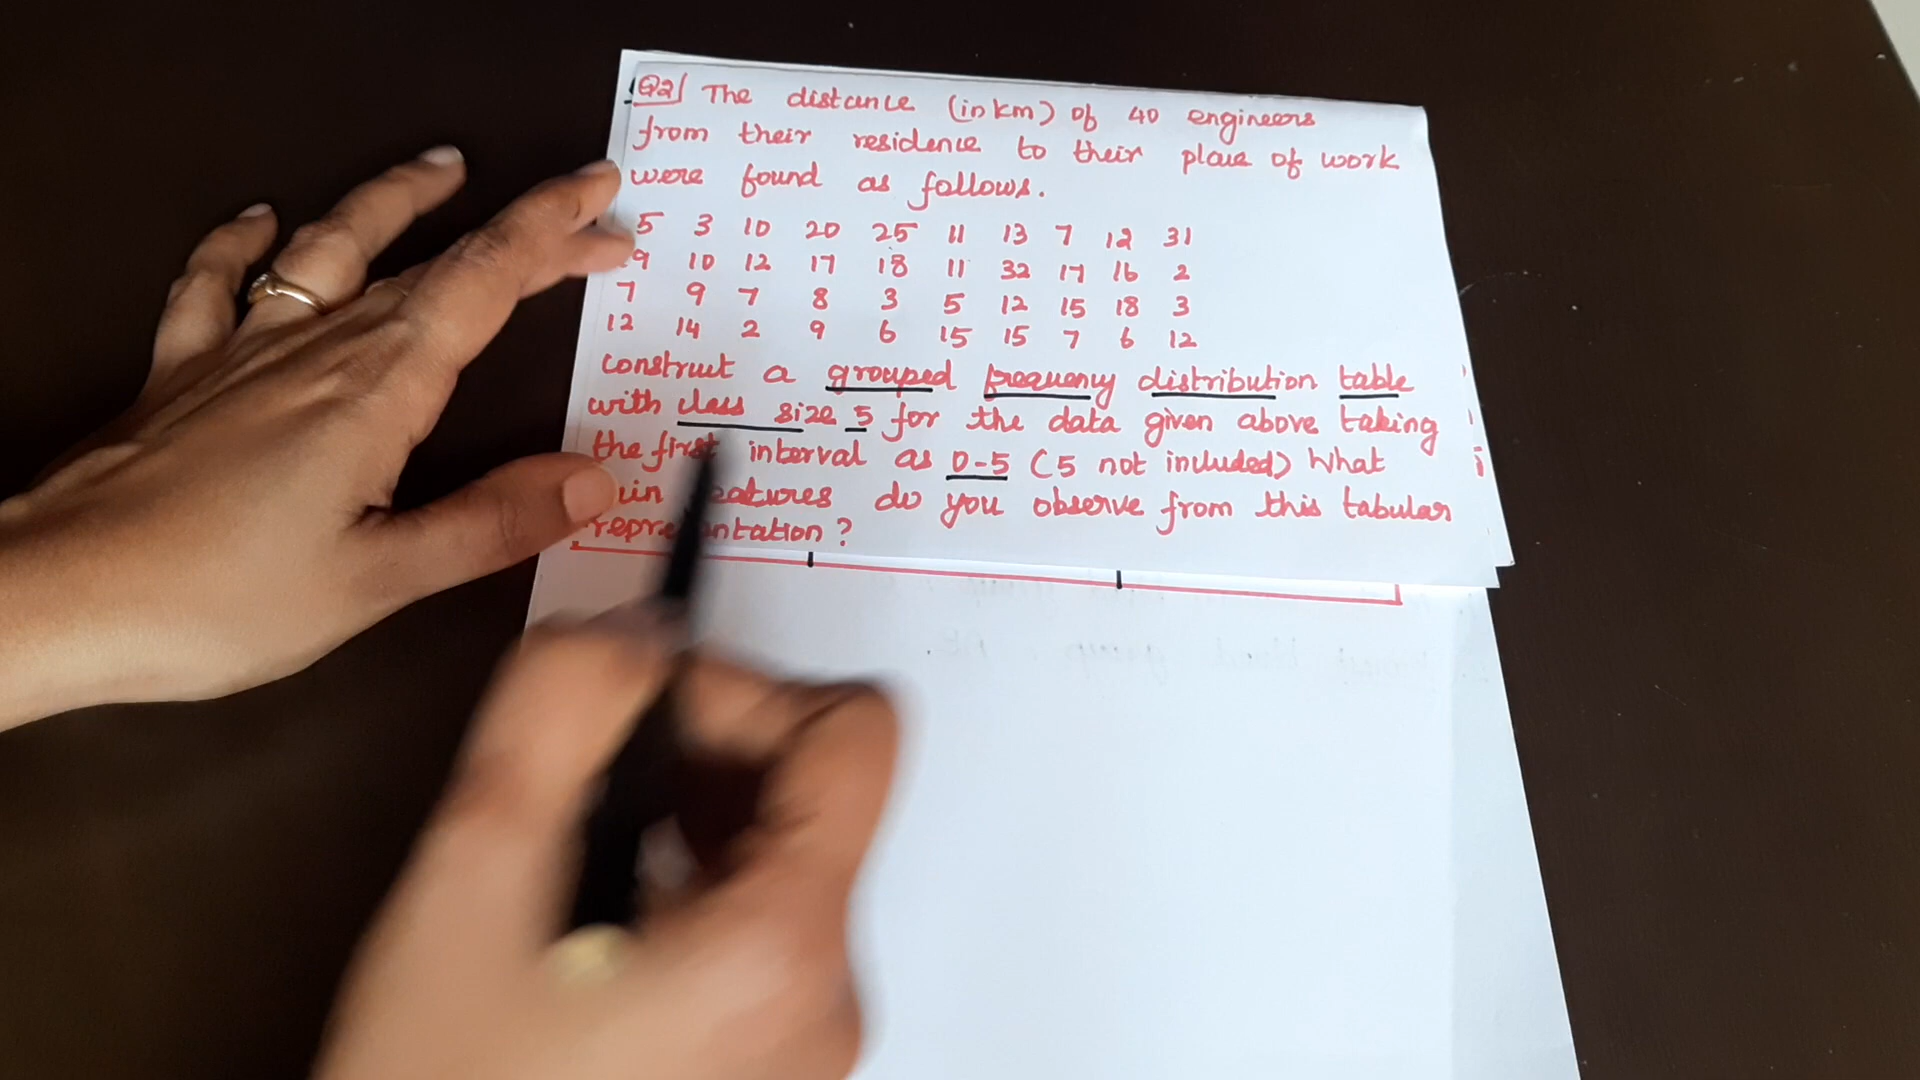 Q2 The distance (in km) of 40 engineers
from their residence to their place of work
were found as follows.
5 3 10 20 25 11 13 7 12 31
10 12 17 18 11 32 17 16 2
7 9 7 8 3 5 12 15 18 3
12 14 2 9 6 15 15 7 6 12
construct a grouped frequency distribution table
with class size 5 for the data given above taking
the first interval as 0-5 (5 not included) What
do you observe from this tabular
?